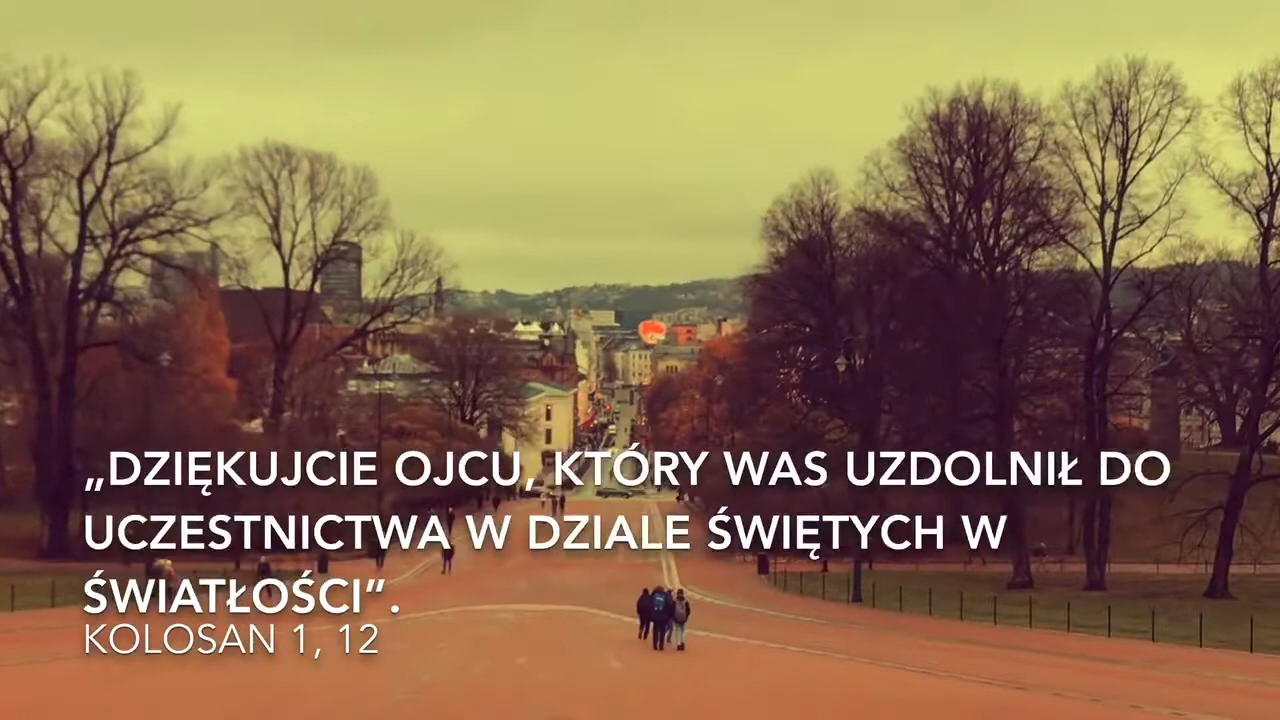 „DZIĘKUJCIE OJCU, KTÓRY WAS UZDOLNIŁ DO
UCZESTNICTWA W DZIALE ŚWIĘTYCH W
ŚWIATŁOŚCI”.
KOLOSAN 1, 12